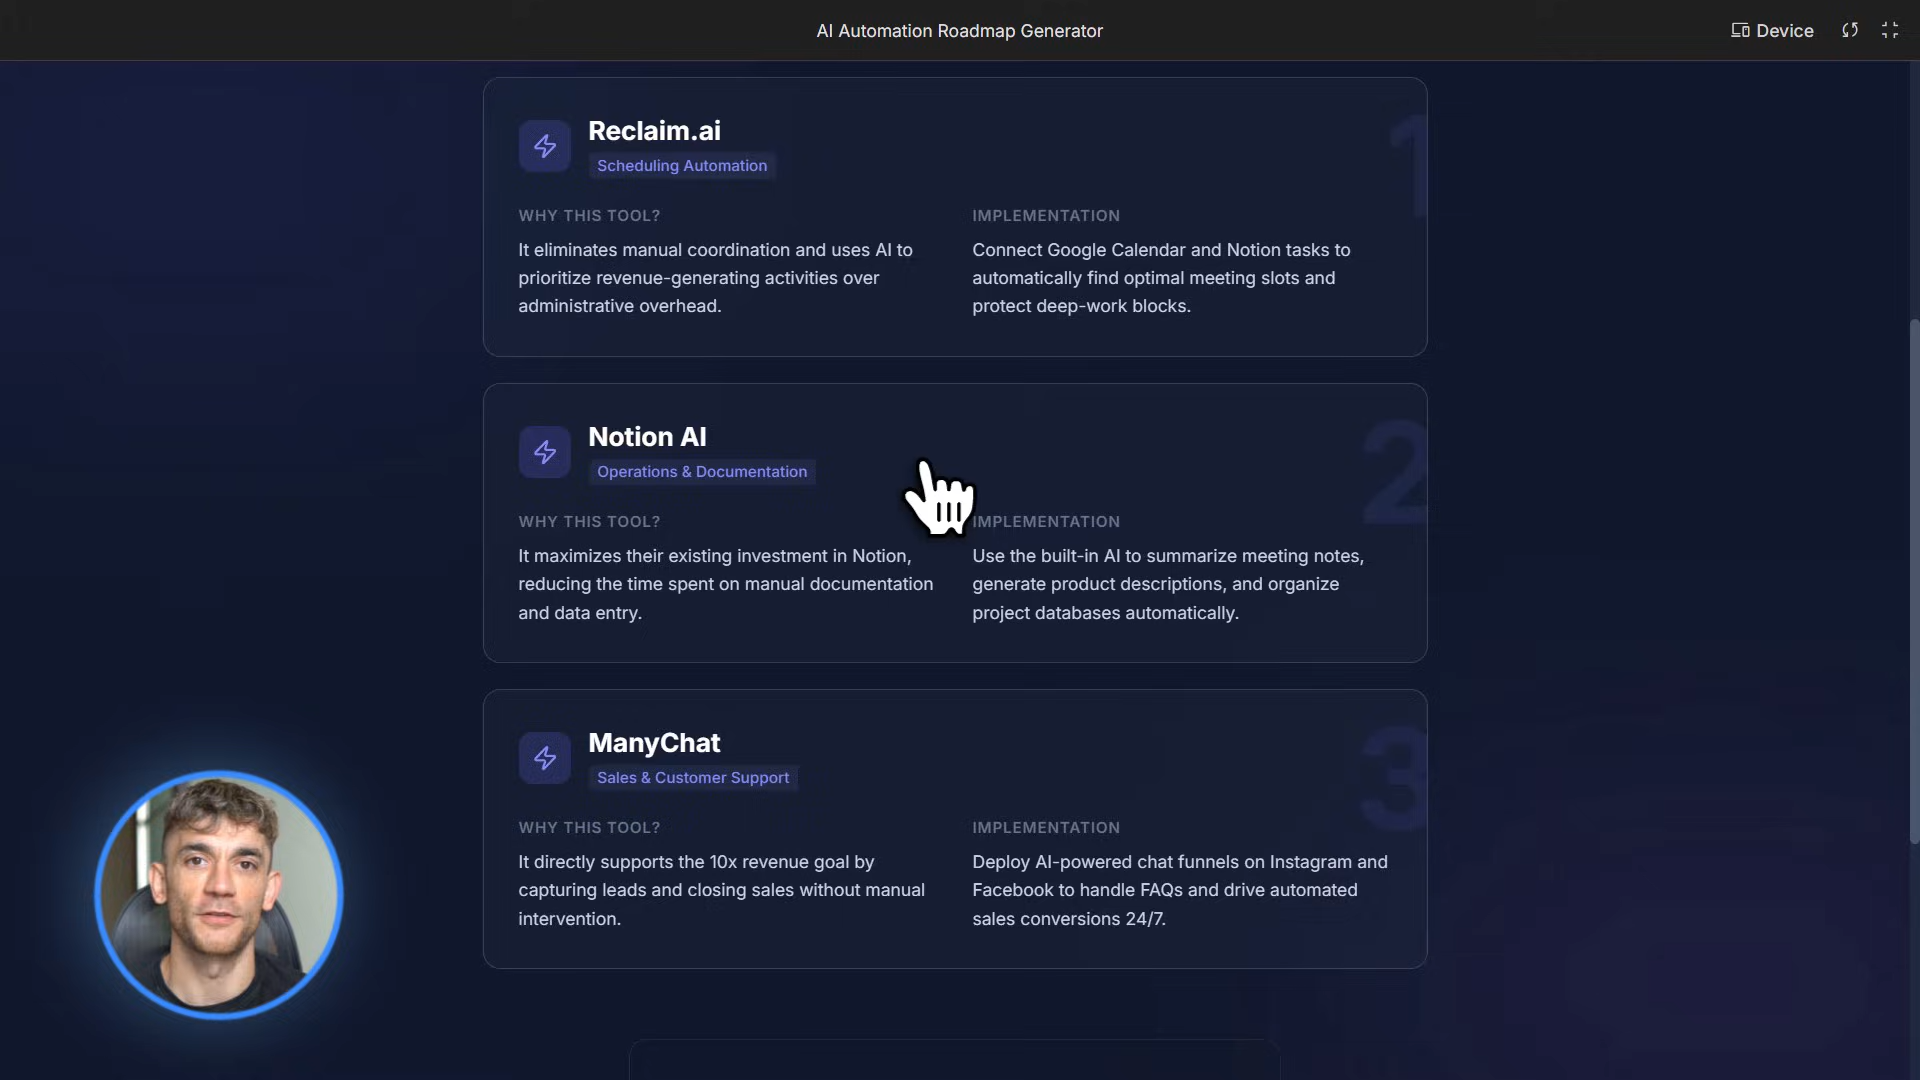 AI Automation Roadmap Generator
Device
Reclaim.ai
1
Scheduling Automation
WHY THIS TOOL?
It eliminates manual coordination and uses AI to
prioritize revenue-generating activities over
administrative overhead.
IMPLEMENTATION
Connect Google Calendar and Notion tasks to
automatically find optimal meeting slots and
protect deep-work blocks.
Notion AI
2
Operations & Documentation
WHY THIS TOOL?
It maximizes their existing investment in Notion,
reducing the time spent on manual documentation
and data entry.
IMPLEMENTATION
Use the built-in AI to summarize meeting notes,
generate product descriptions, and organize
project databases automatically.
ManyChat
3
Sales & Customer Support
WHY THIS TOOL?
It directly supports the 10x revenue goal by
capturing leads and closing sales without manual
intervention.
IMPLEMENTATION
Deploy AI-powered chat funnels on Instagram and
Facebook to handle FAQs and drive automated
sales conversions 24/7.